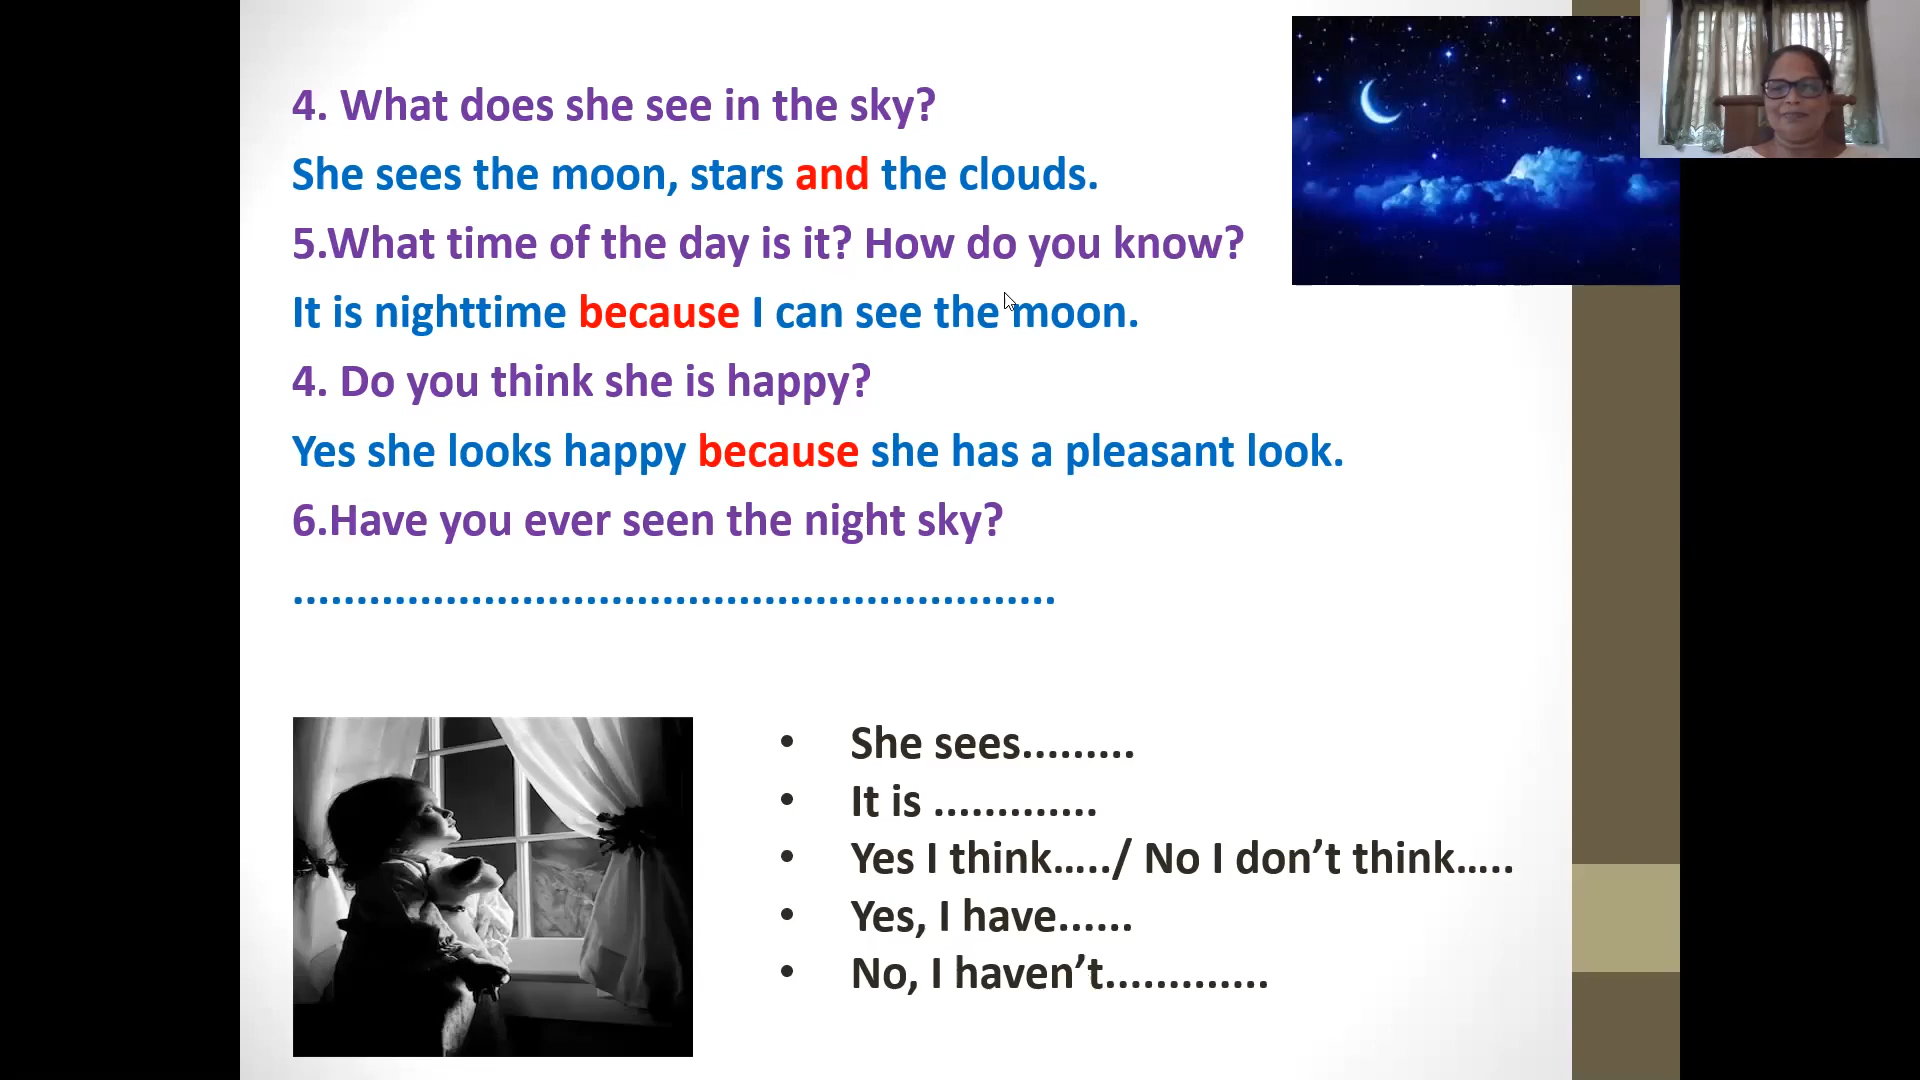 4. What does she see in the sky?
She sees the moon, stars and the clouds.
5.What time of the day is it? How do you know?
It is nighttime because I can see the moon.
4. Do you think she is happy?
Yes she looks happy because she has a pleasant look.
6.Have you ever seen the night sky?
............................................................
• She sees.........
• It is .............
• Yes I think...../ No I don’t think.....
• Yes, I have......
• No, I haven’t.............